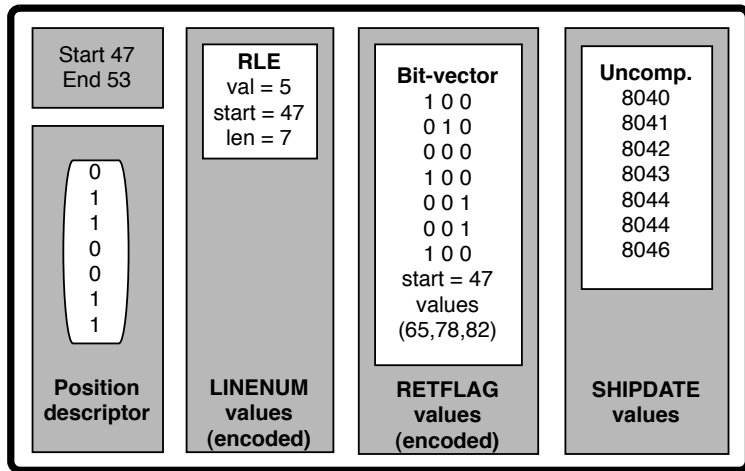 Start 47
End 53
0
1
1
0
0
1
1
Position
descriptor
RLE
val = 5
start = 47
len = 7
LINENUM
values
(encoded)
Bit-vector
1 0 0
0 1 0
0 0 0
1 0 0
0 0 1
0 0 1
1 0 0
start = 47
values
(65,78,82)
RETFLAG
values
(encoded)
Uncomp.
8040
8041
8042
8043
8044
8044
8046
SHIPDATE
values